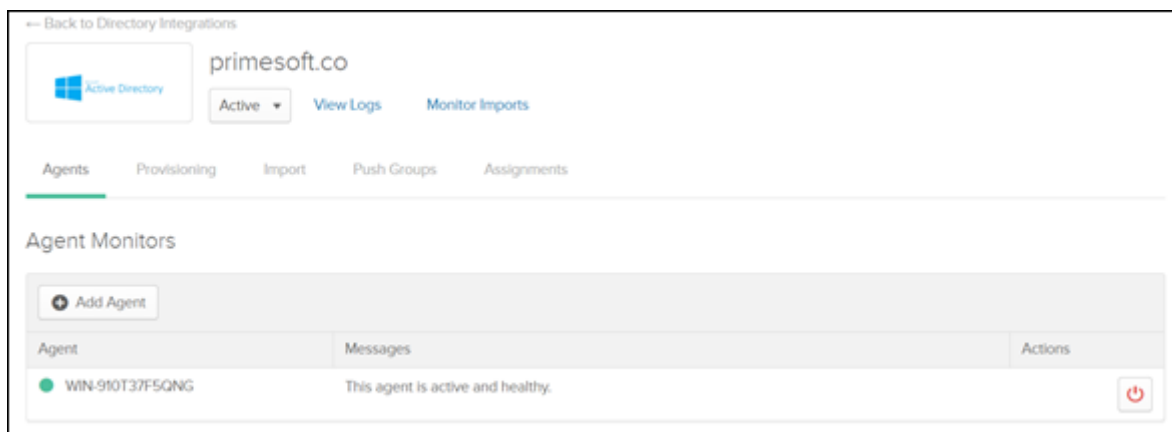 ← Back to Directory Integrations
primesoft.co
Active Directory
Active View Logs Monitor Imports
Agents Provisioning Import Push Groups Assignments
Agent Monitors
Add Agent
Agent Messages Actions
WIN-910T37F5QNG This agent is active and healthy.